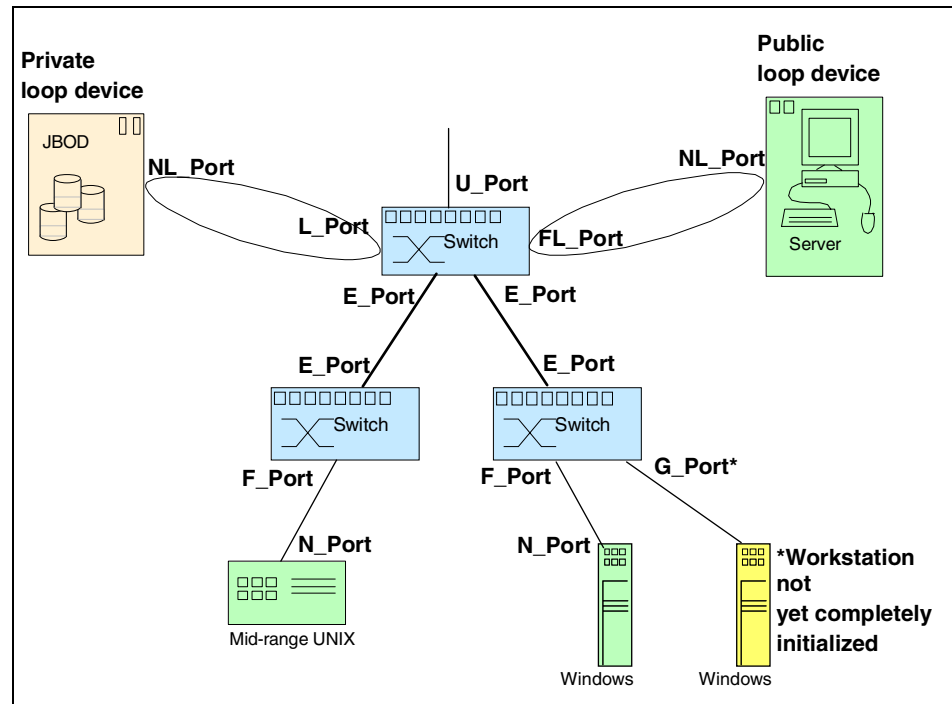 Private
loop device
Public
loop device
JBOD
NL_Port
NL_Port
U_Port
L_Port
FL_Port
Switch
Server
E_Port
E_Port
E_Port
E_Port
Switch
Switch
F_Port
F_Port
G_Port*
N_Port
N_Port
*Workstation
not
yet completely
initialized
Mid-range UNIX
Windows
Windows